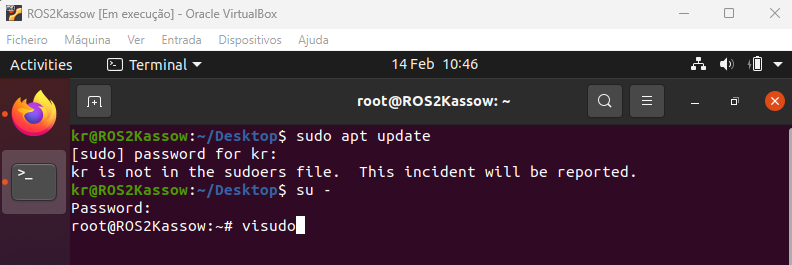 ROS2Kassow [Em execução] - Oracle VirtualBox
Ficheiro Máquina Ver Entrada Dispositivos Ajuda
Activities Terminal 14 Feb 10:46
root@ROS2Kassow: ~
kr@ROS2Kassow:~/Desktop$ sudo apt update
[sudo] password for kr:
kr is not in the sudoers file.  This incident will be reported.
kr@ROS2Kassow:~/Desktop$ su -
Password:
root@ROS2Kassow:~# visudo